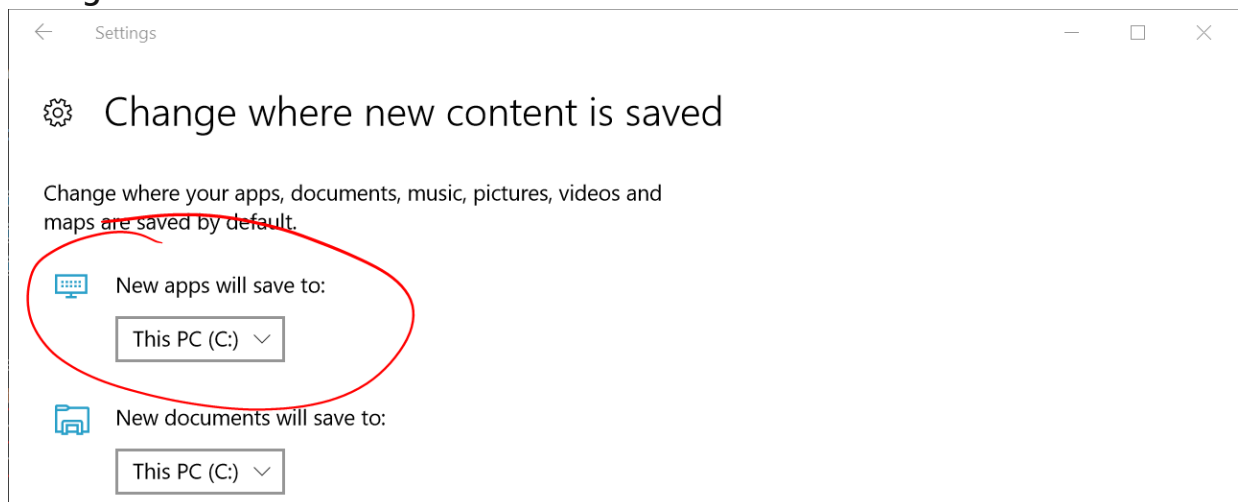 Settings
Change where new content is saved
Change where your apps, documents, music, pictures, videos and
maps are saved by default.
New apps will save to:
This PC (C:)
New documents will save to:
This PC (C:)